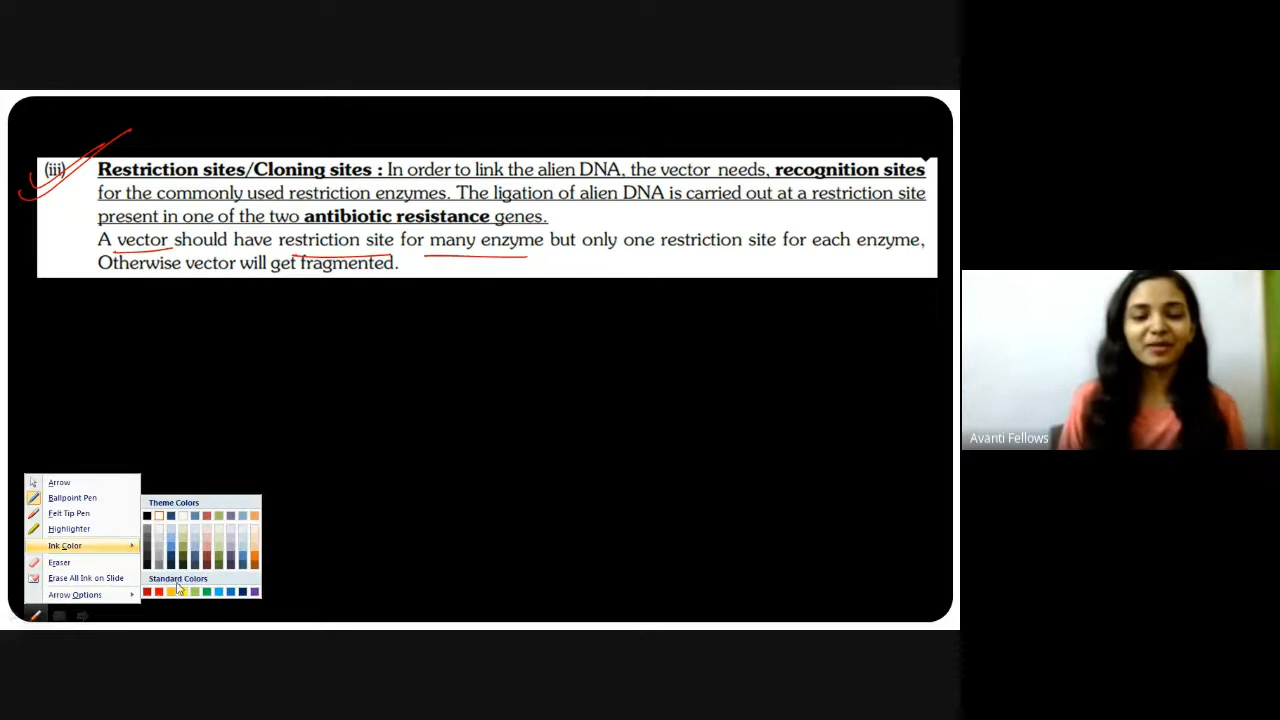 (iii) Restriction sites/Cloning sites : In order to link the alien DNA, the vector needs, recognition sites
for the commonly used restriction enzymes. The ligation of alien DNA is carried out at a restriction site
present in one of the two antibiotic resistance genes.
A vector should have restriction site for many enzyme but only one restriction site for each enzyme,
Otherwise vector will get fragmented.
Avanti Fellows
Arrow
Ballpoint Pen
Felt Tip Pen
Highlighter
Ink Color
Eraser
Erase All Ink on Slide
Arrow Options
Theme Colors
Standard Colors